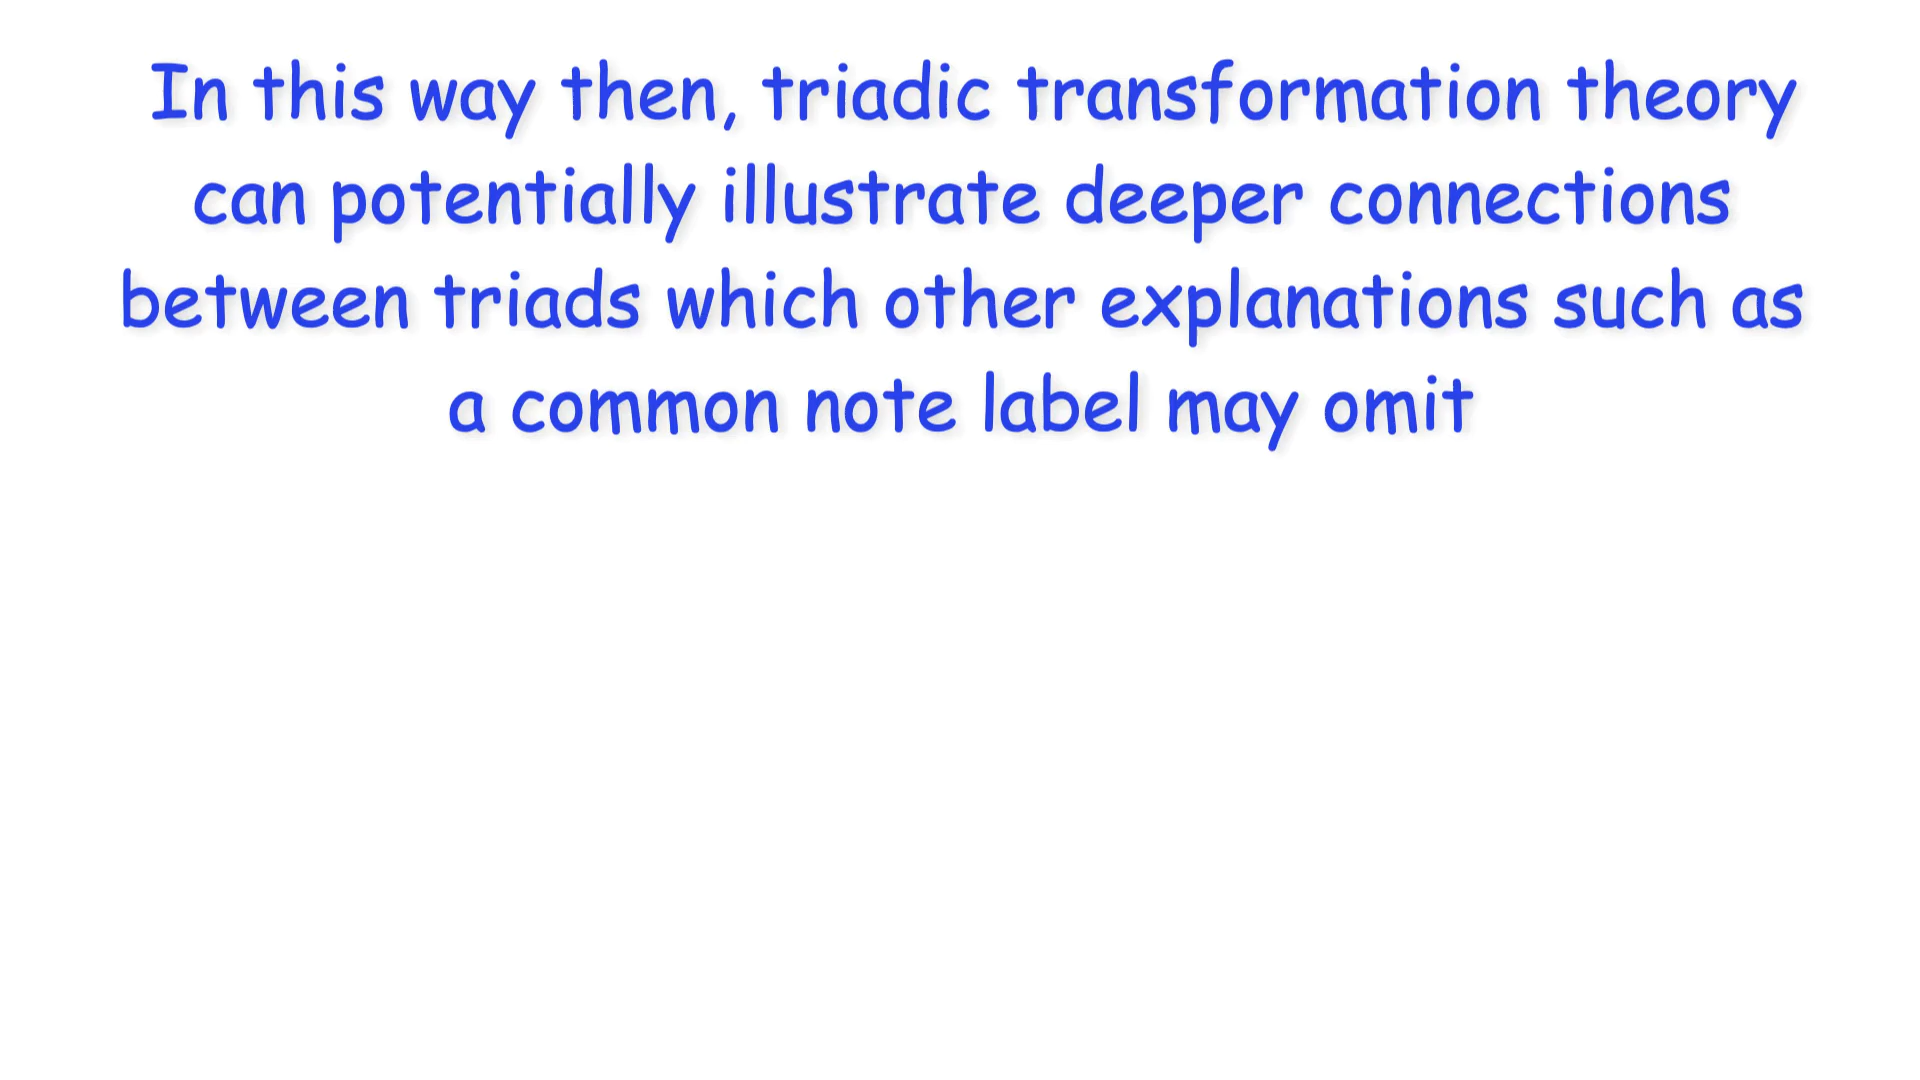 In this way then, triadic transformation theory
can potentially illustrate deeper connections
between triads which other explanations such as
a common note label may omit